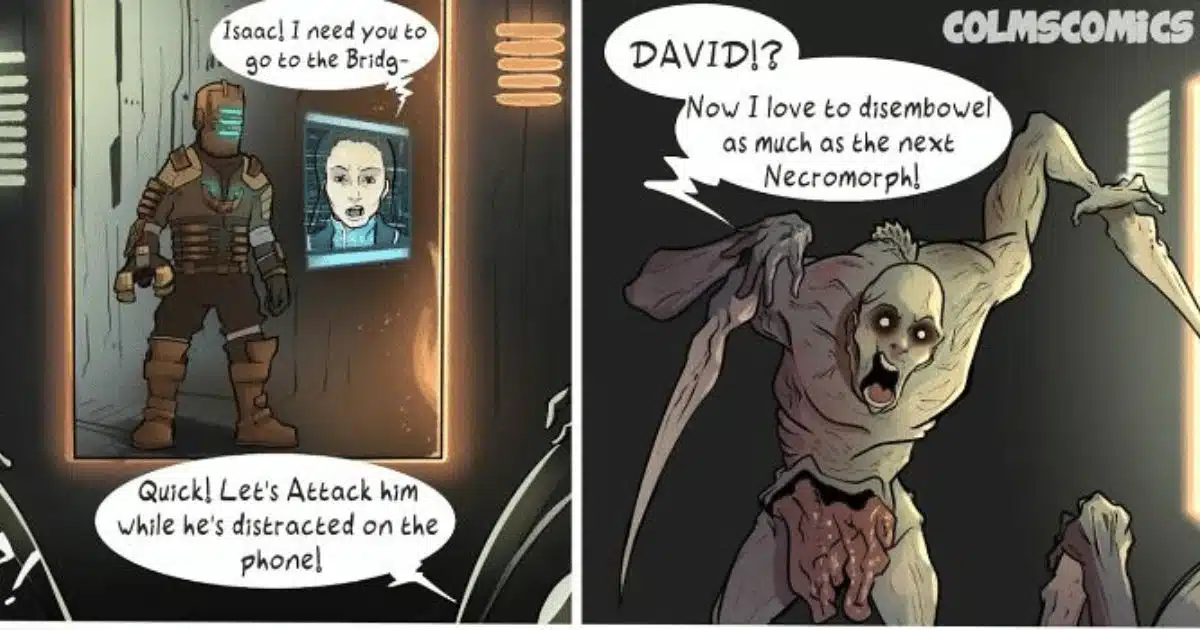 Isaac! I need you to
go to the Bridg-
Quick! Let's Attack him
while he's distracted on the
phone!
COLMSCOMiCS
DAVID!?
Now I love to disembowel
as much as the next
Necromorph!